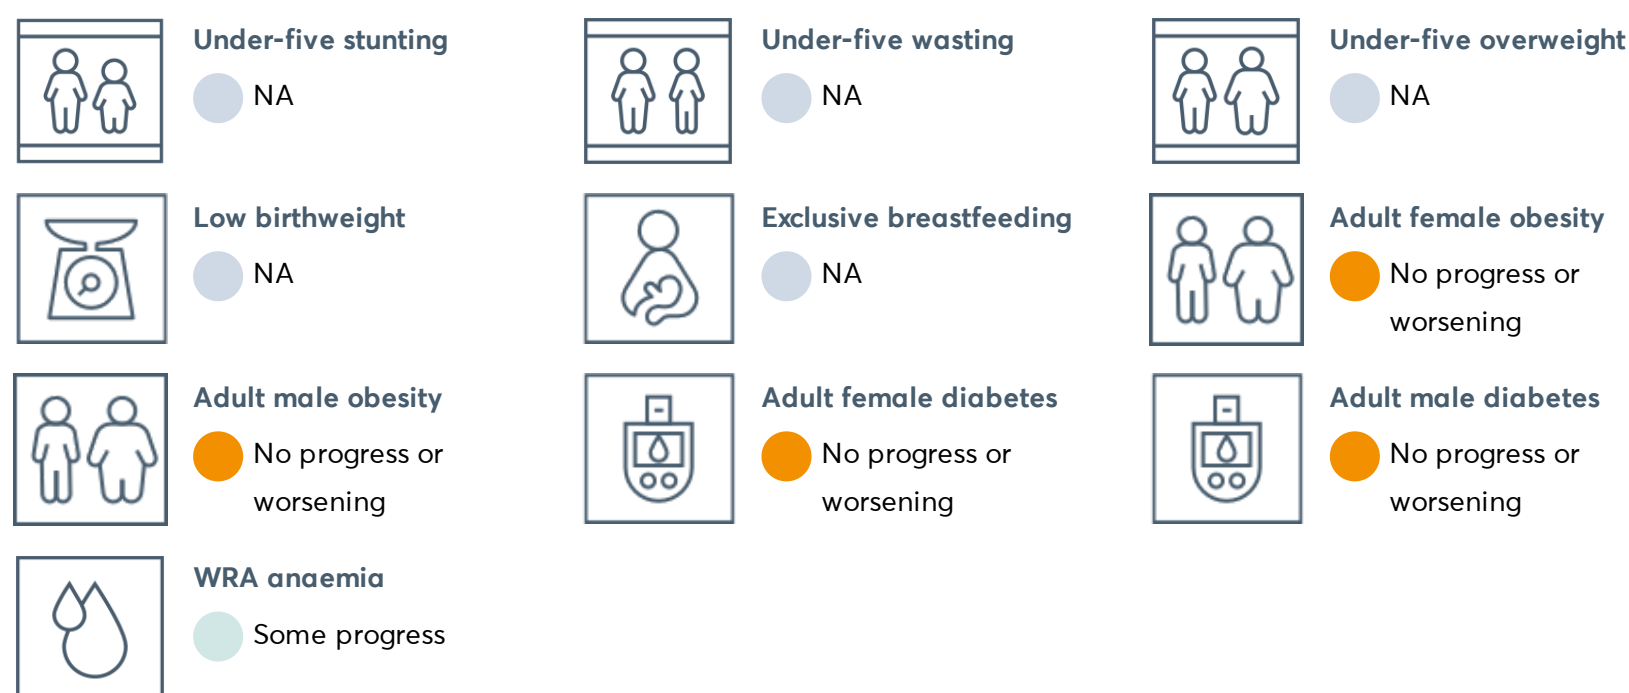 Under-five stunting
NA
Under-five wasting
NA
Under-five overweight
NA
Low birthweight
NA
Exclusive breastfeeding
NA
Adult female obesity
No progress or
worsening
Adult male obesity
No progress or
worsening
Adult female diabetes
No progress or
worsening
Adult male diabetes
No progress or
worsening
WRA anaemia
Some progress